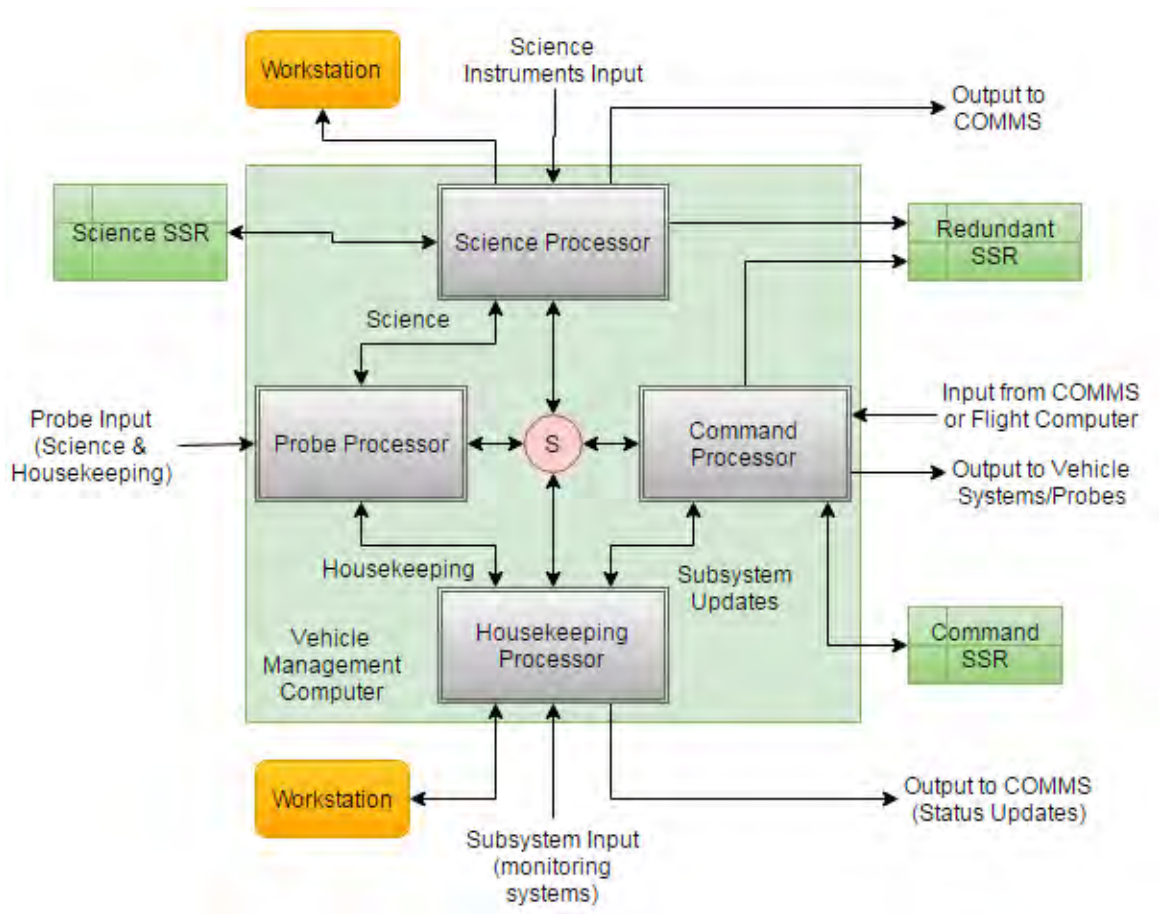 Workstation
Science
Instruments Input
Output to
COMMS
Science SSR
Science Processor
Redundant
SSR
Science
Probe Input
(Science &
Housekeeping)
Probe Processor
S
Command
Processor
Input from COMMS
or Flight Computer
Output to Vehicle
Systems/Probes
Housekeeping
Subsystem
Updates
Vehicle
Management
Computer
Housekeeping
Processor
Command
SSR
Workstation
Subsystem Input
(monitoring
systems)
Output to COMMS
(Status Updates)